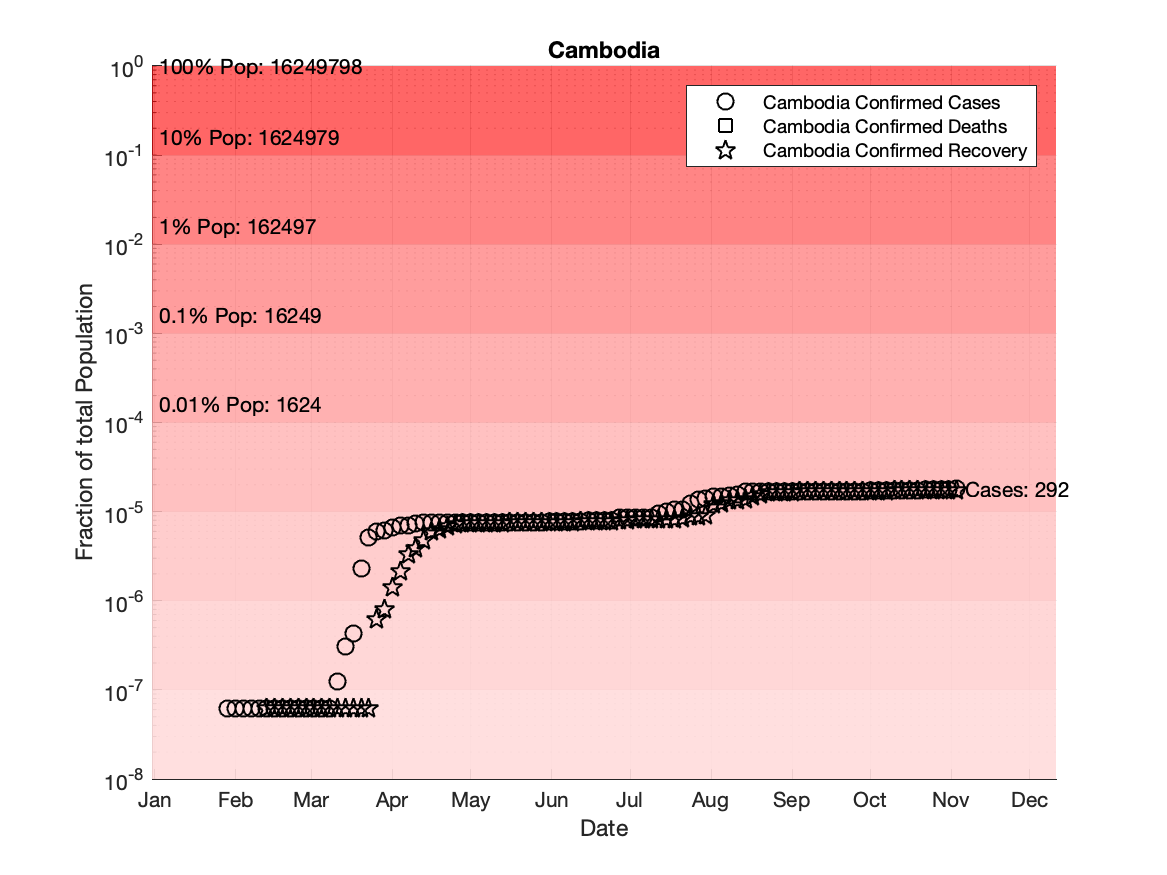 Cambodia
10^0
100% Pop: 16249798
Cambodia Confirmed Cases
Cambodia Confirmed Deaths
10% Pop: 1624979
Cambodia Confirmed Recovery
10^-1
1% Pop: 162497
10^-2
0.1% Pop: 16249
10^-3
0.01% Pop: 1624
10^-4
Cases: 292
10^-5
10^-6
10^-7
10^-8
Fraction of total Population
Jan Feb Mar Apr May Jun Jul Aug Sep Oct Nov Dec
Date